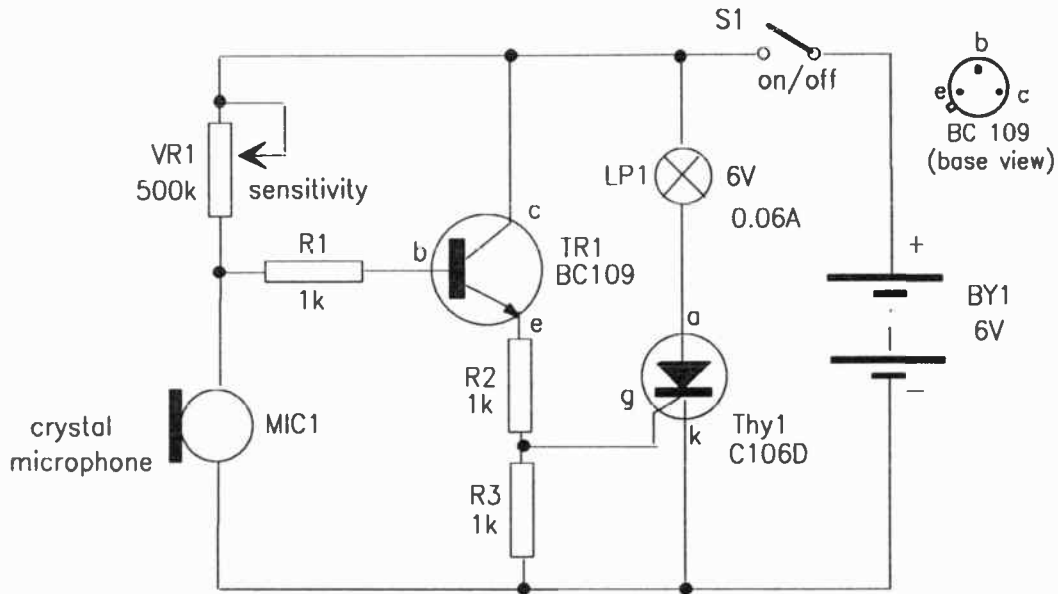 S1
on/off
b
e
c
BC 109
(base view)
VR1
500k
sensitivity
R1
1k
b
c
e
TR1
BC109
LP1
6V
0.06A
+
BY1
6V
−
a
g
k
Thy1
C106D
R2
1k
crystal
microphone
MIC1
R3
1k